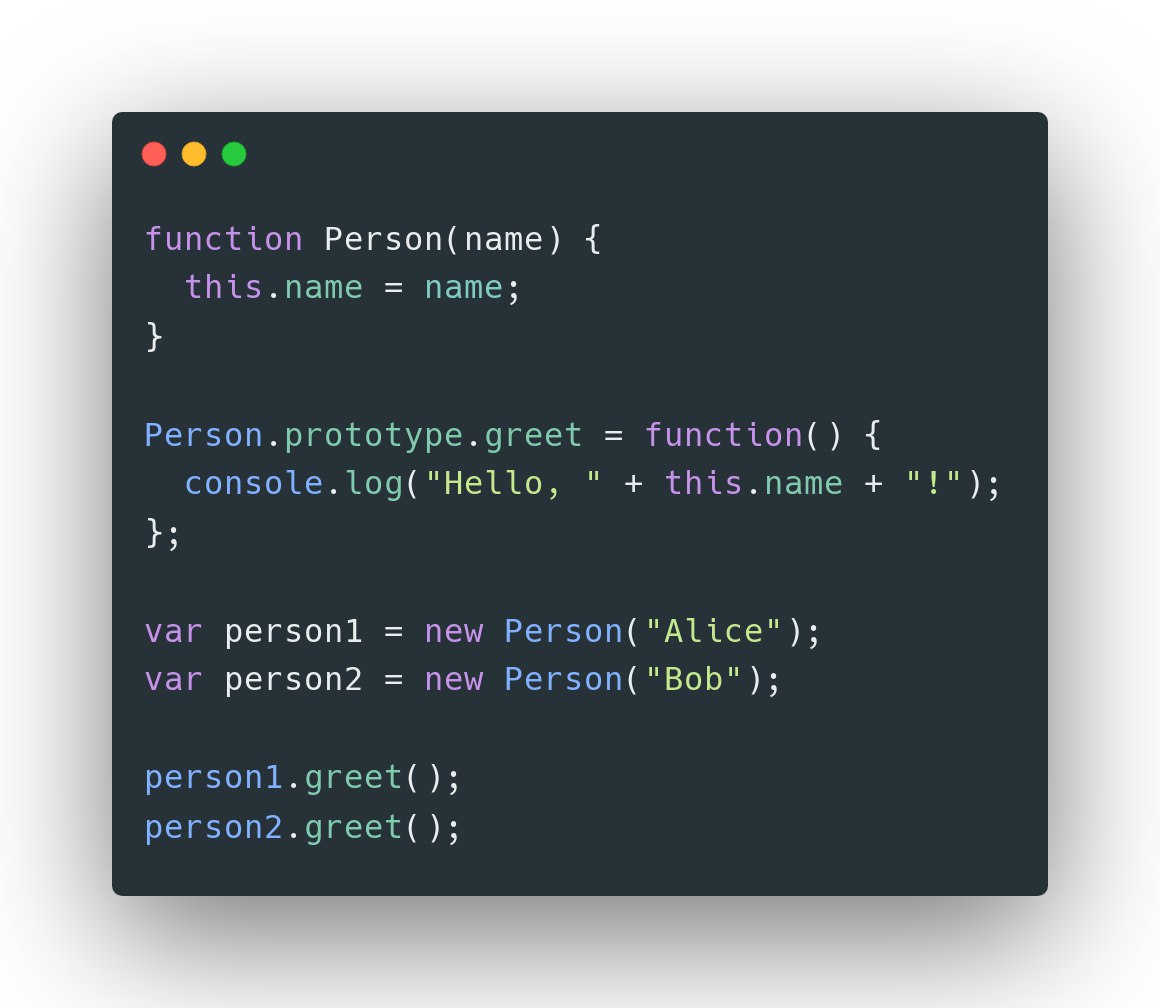 function Person(name) {
  this.name = name;
}

Person.prototype.greet = function() {
  console.log("Hello, " + this.name + "!");
};

var person1 = new Person("Alice");
var person2 = new Person("Bob");

person1.greet();
person2.greet();